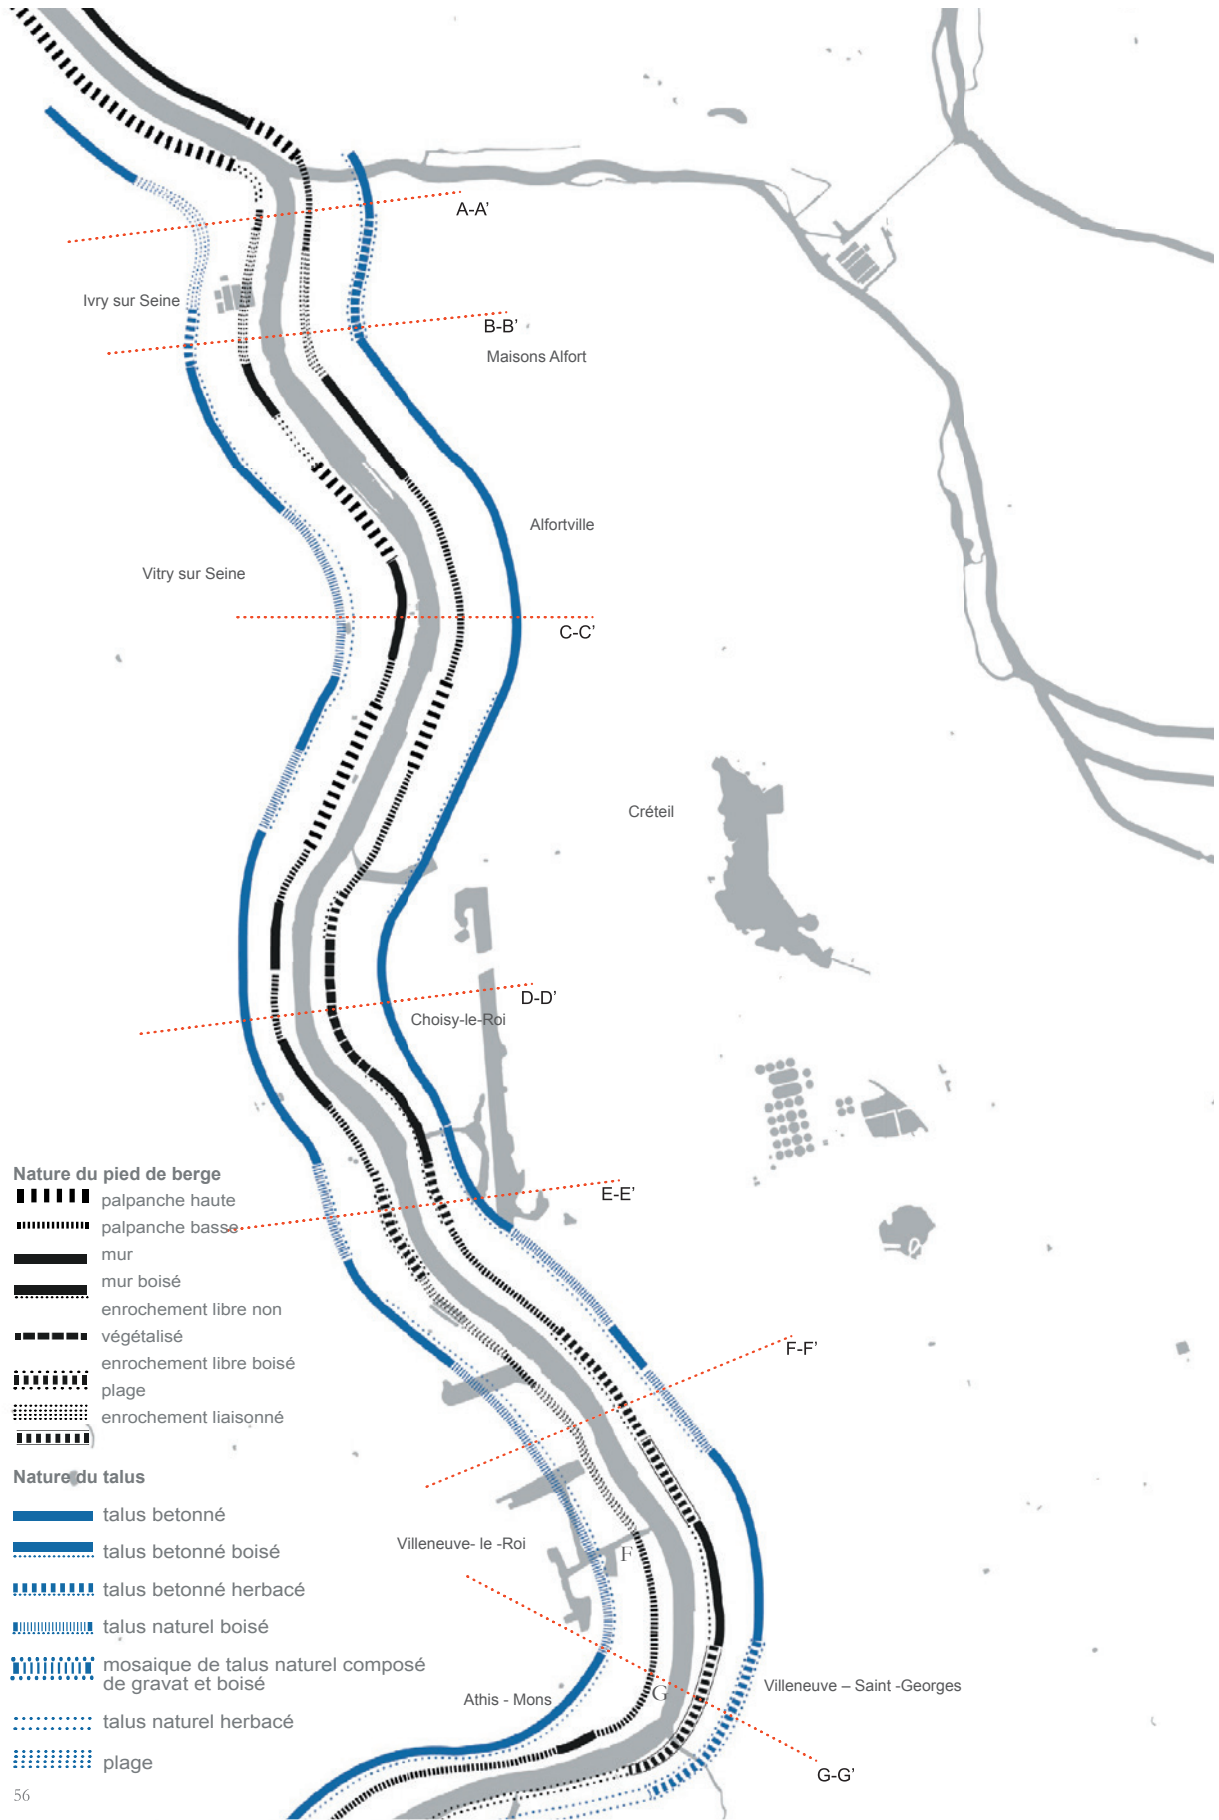 A-A’
Ivry sur Seine
B-B’
Maisons Alfort
Alfortville
Vitry sur Seine
C-C’
Créteil
D-D’
Choisy-le-Roi
E-E’
F-F’
Nature du pied de berge
palpanche haute
palpanche basse
mur
mur boisé
enrochement libre non
végétalisé
enrochement libre boisé
plage
enrochement liaisonné
Nature du talus
talus betonné
talus betonné boisé
talus betonné herbacé
talus naturel boisé
mosaique de talus naturel composé
de gravat et boisé
talus naturel herbacé
plage
Villeneuve- le -Roi
F
G
Athis - Mons
Villeneuve – Saint -Georges
G-G’
56